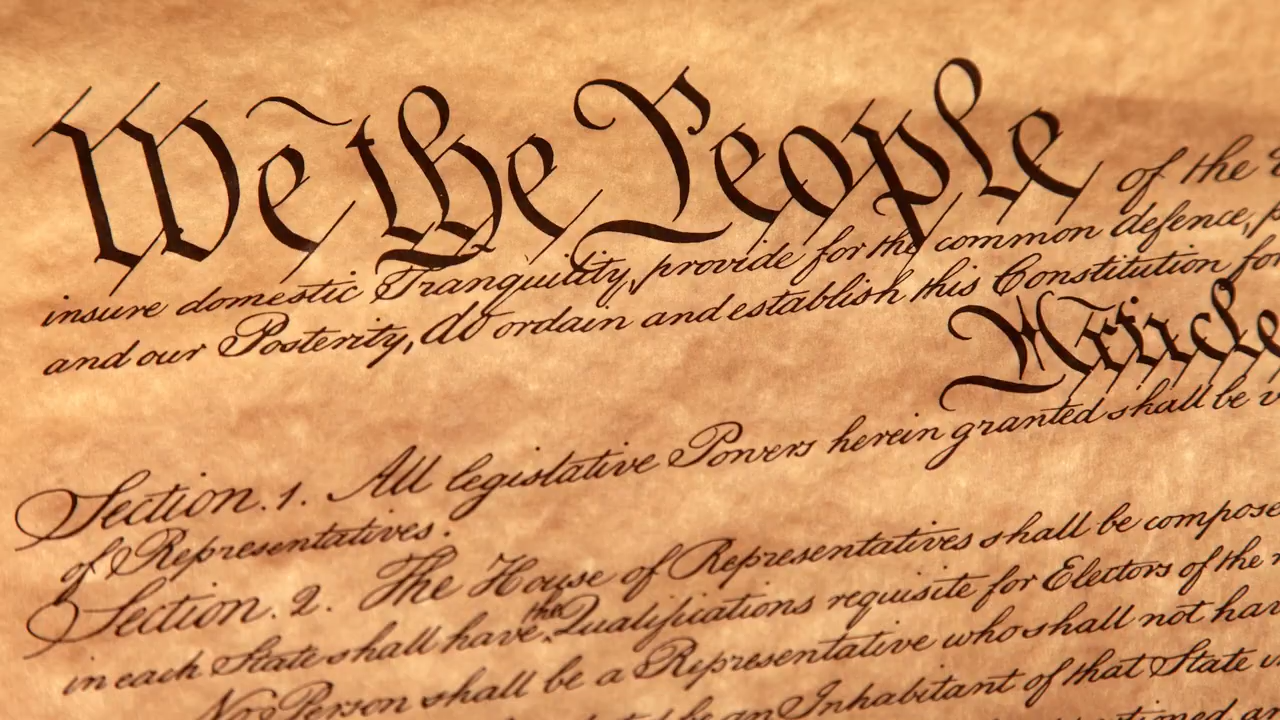 We the People of the
insure domestic Tranquility, provide for the common defence,
and our Posterity, do ordain and establish this Constitution for
Article
Section. 1. All legislative Powers herein granted shall be
of Representatives.
Section. 2. The House of Representatives shall be compose
the
in each State shall have Qualifications requisite for Electors of the
No Person shall be a Representative who shall not hav
be an Inhabitant of that State